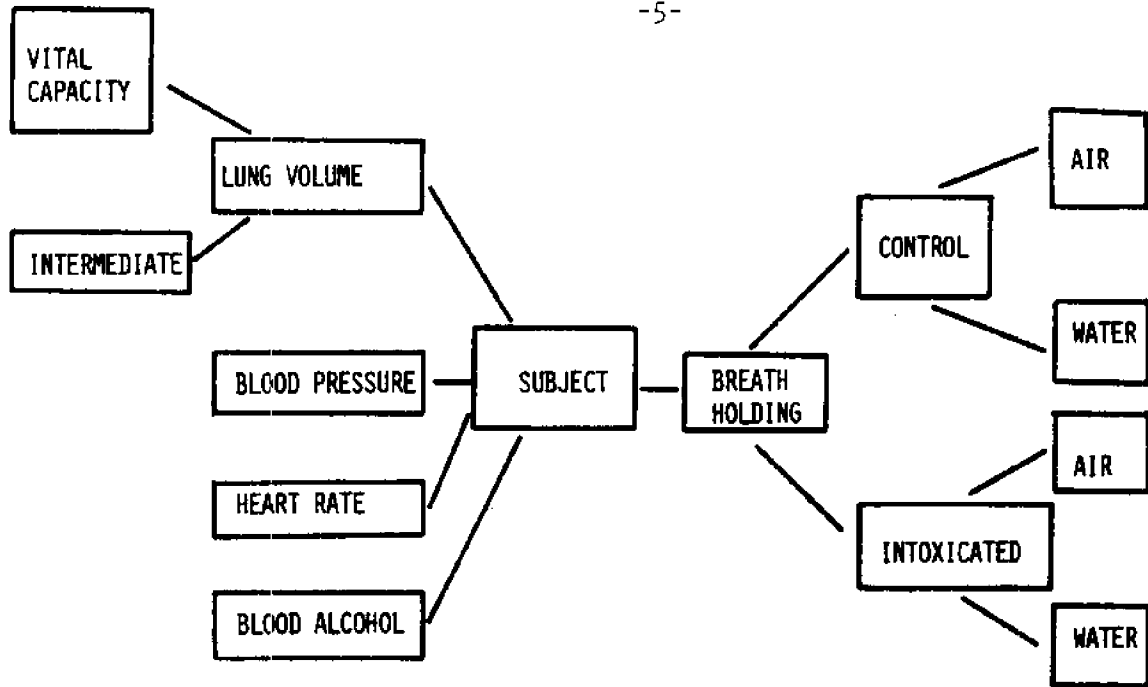 -5-
VITAL
CAPACITY
LUNG VOLUME
INTERMEDIATE
BLOOD PRESSURE
HEART RATE
BLOOD ALCOHOL
SUBJECT
BREATH
HOLDING
CONTROL
AIR
WATER
INTOXICATED
AIR
WATER